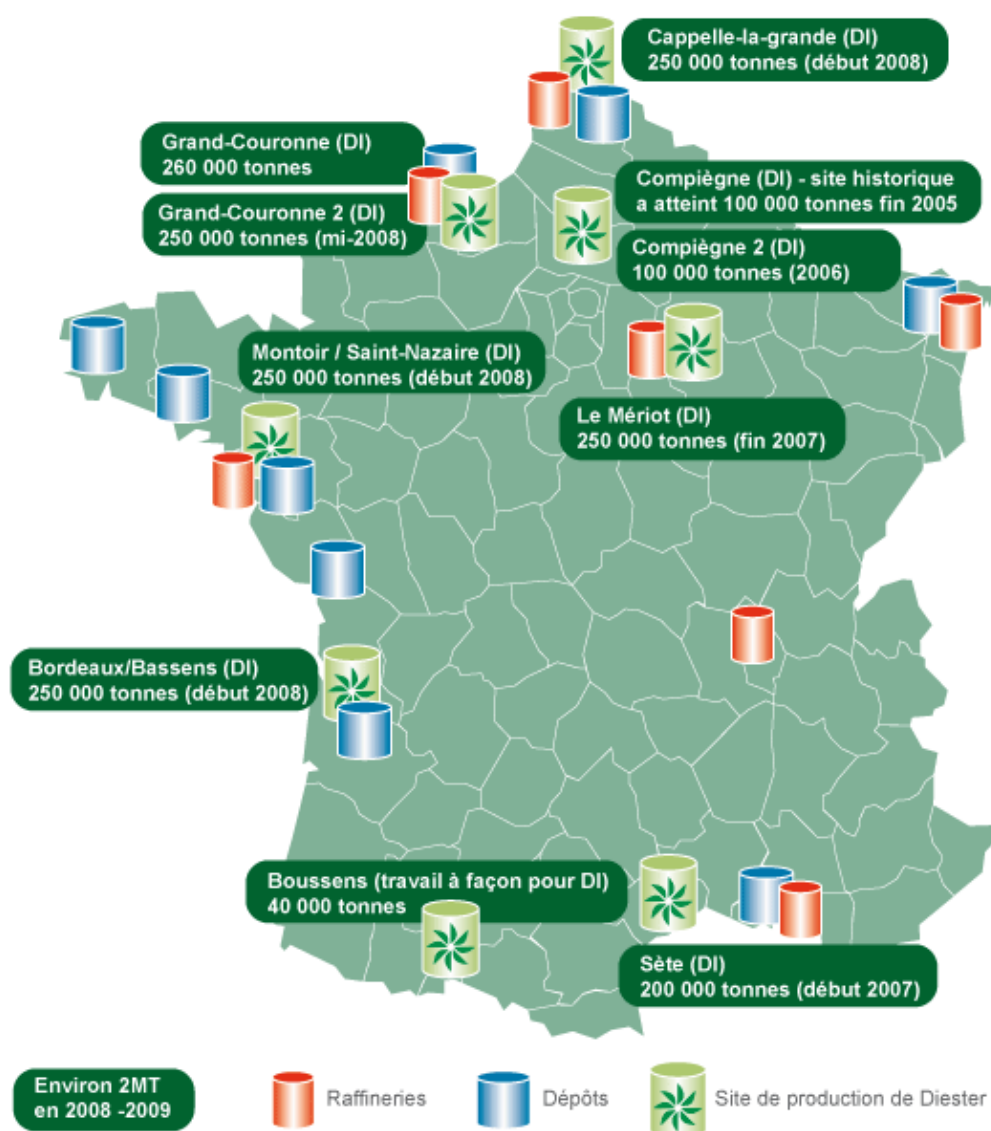 Cappelle-la-grande (DI)
250 000 tonnes (début 2008)
Grand-Couronne (DI)
260 000 tonnes
Grand-Couronne 2 (DI)
250 000 tonnes (mi-2008)
Compiègne (DI) - site historique
a atteint 100 000 tonnes fin 2005
Compiègne 2 (DI)
100 000 tonnes (2006)
Montoir / Saint-Nazaire (DI)
250 000 tonnes (début 2008)
Le Mériot (DI)
250 000 tonnes (fin 2007)
Bordeaux/Bassens (DI)
250 000 tonnes (début 2008)
Boussens (travail à façon pour DI)
40 000 tonnes
Sète (DI)
200 000 tonnes (début 2007)
Environ 2MT
en 2008 -2009
Raffineries
Dépôts
Site de production de Diester